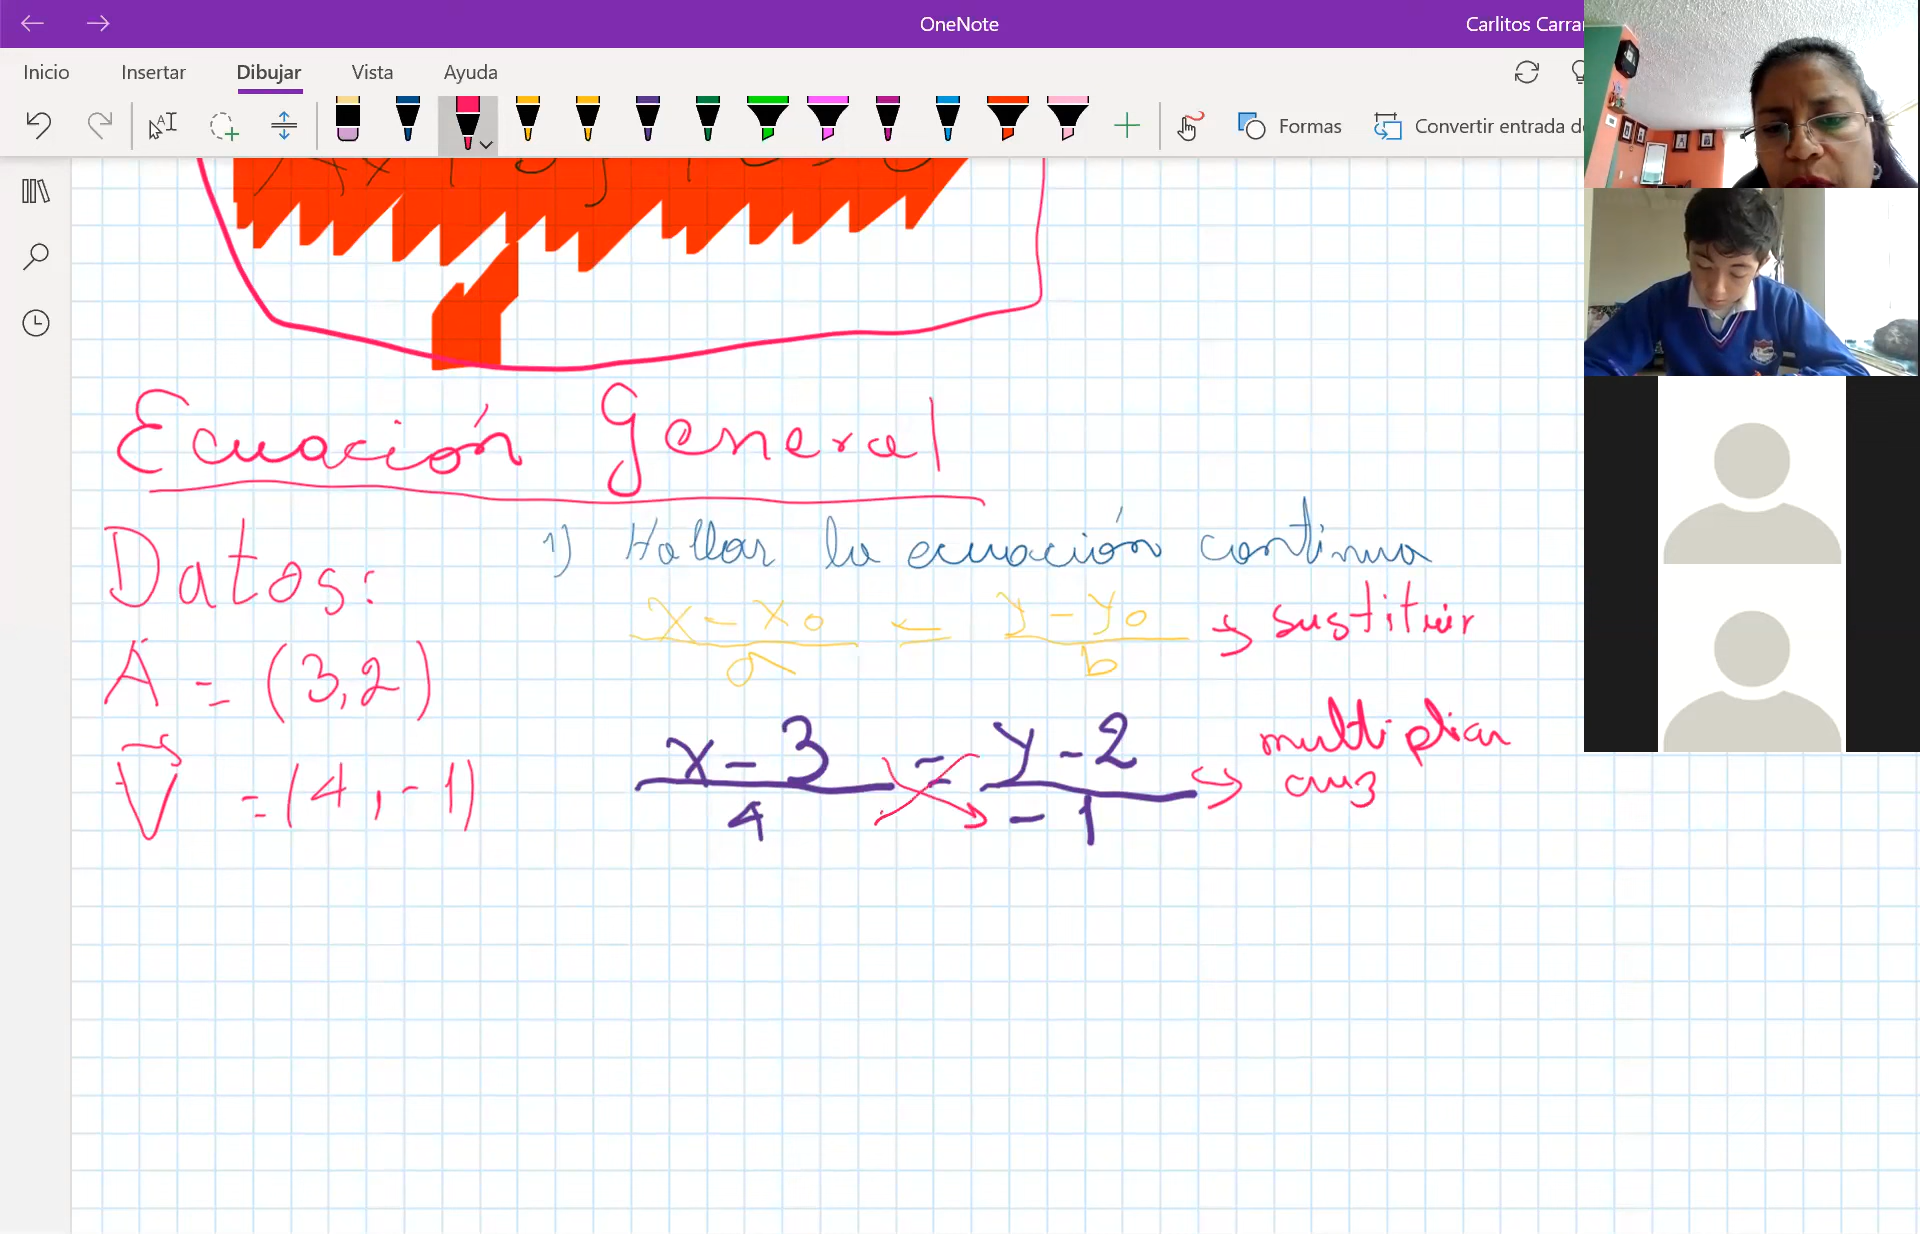 OneNote
Carlitos Carra
Inicio Insertar Dibujar Vista Ayuda
Formas
Convertir entrada d
Ecuación General
Datos:
A = (3,2)
V = (4, -1)
1) Hallar la ecuación continua
x - x0 / a = y - y0 / b → sustituir
x - 3 / 4 = y - 2 / -1 → multipliar
cruz